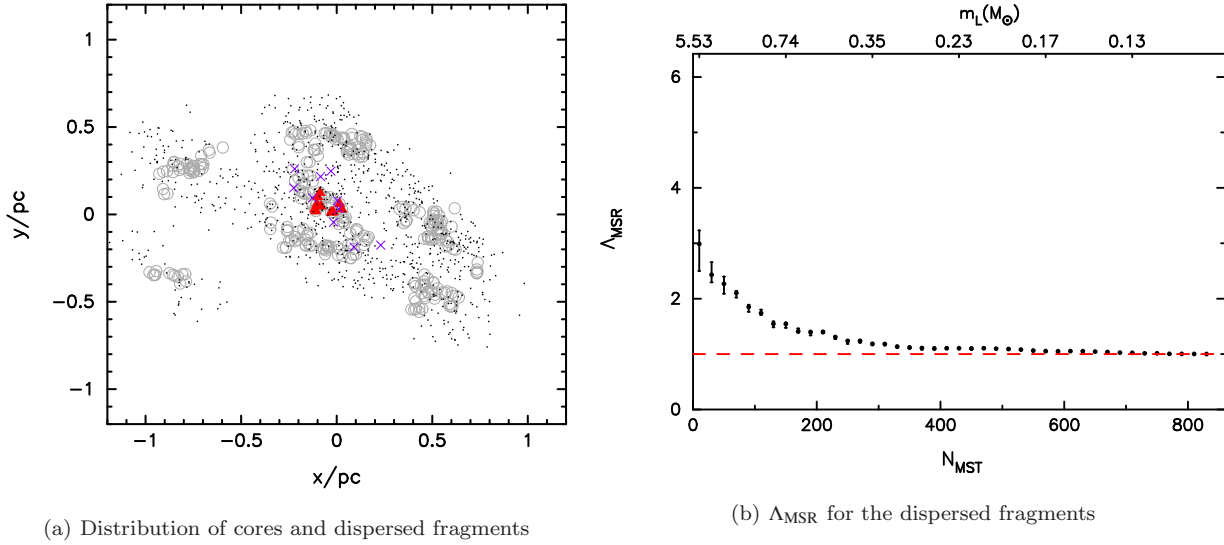 1
0.5
0
−0.5
−1
y/pc
−1 −0.5 0 0.5 1
x/pc
(a) Distribution of cores and dispersed fragments
m_L(M_⊙)
5.53 0.74 0.35 0.23 0.17 0.13
6
4
2
0
Λ_MSR
0 200 400 600 800
N_MST
(b) Λ_MSR for the dispersed fragments